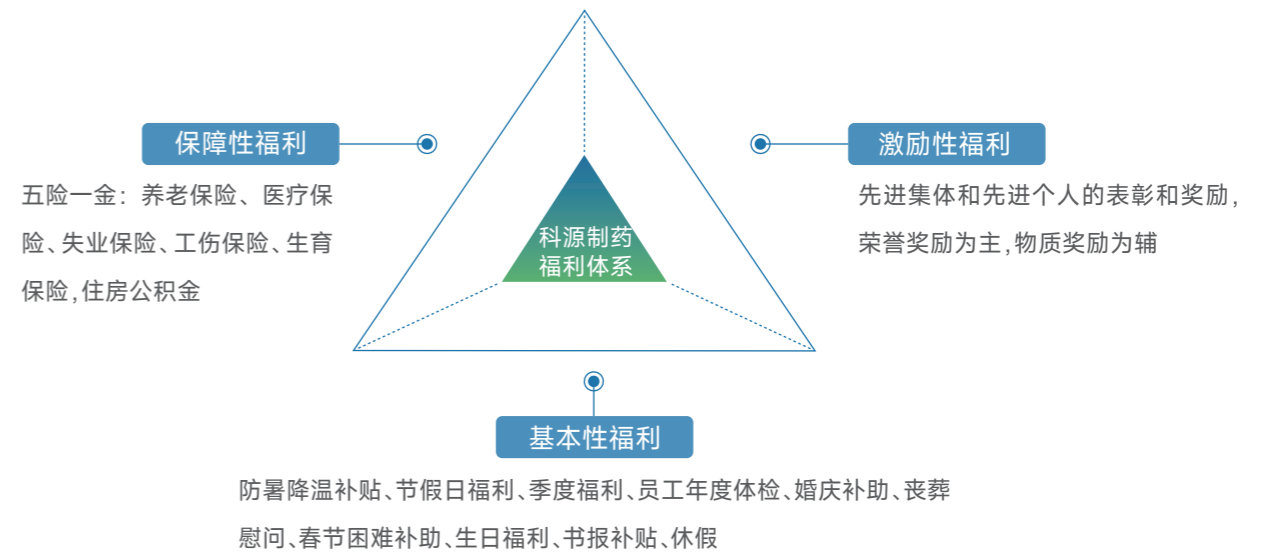 保障性福利
五险一金：养老保险、医疗保
险、失业保险、工伤保险、生育
保险,住房公积金
激励性福利
先进集体和先进个人的表彰和奖励,
荣誉奖励为主,物质奖励为辅
科源制药
福利体系
基本性福利
防暑降温补贴、节假日福利、季度福利、员工年度体检、婚庆补助、丧葬
慰问、春节困难补助、生日福利、书报补贴、休假